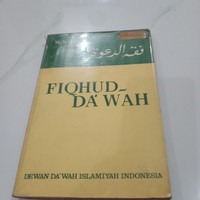 فقه الدعوة
FIQHUD-
DA'WAH
DEWAN DA'WAH ISLAMIYAH INDONESIA